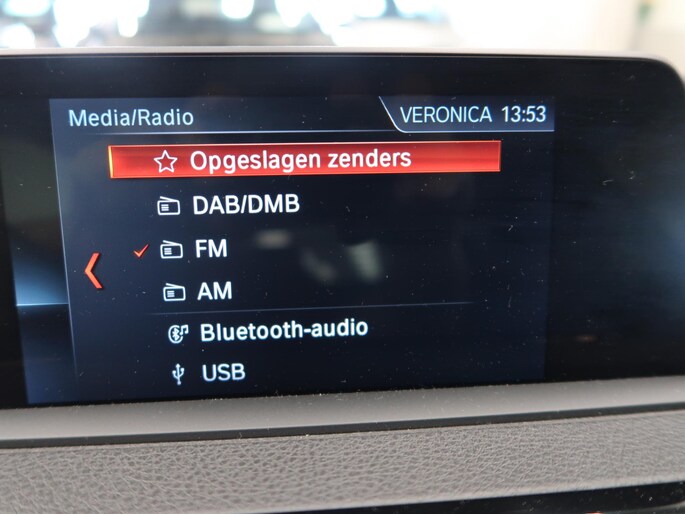 Media/Radio
VERONICA 13:53
Opgeslagen zenders
DAB/DMB
FM
AM
Bluetooth-audio
USB